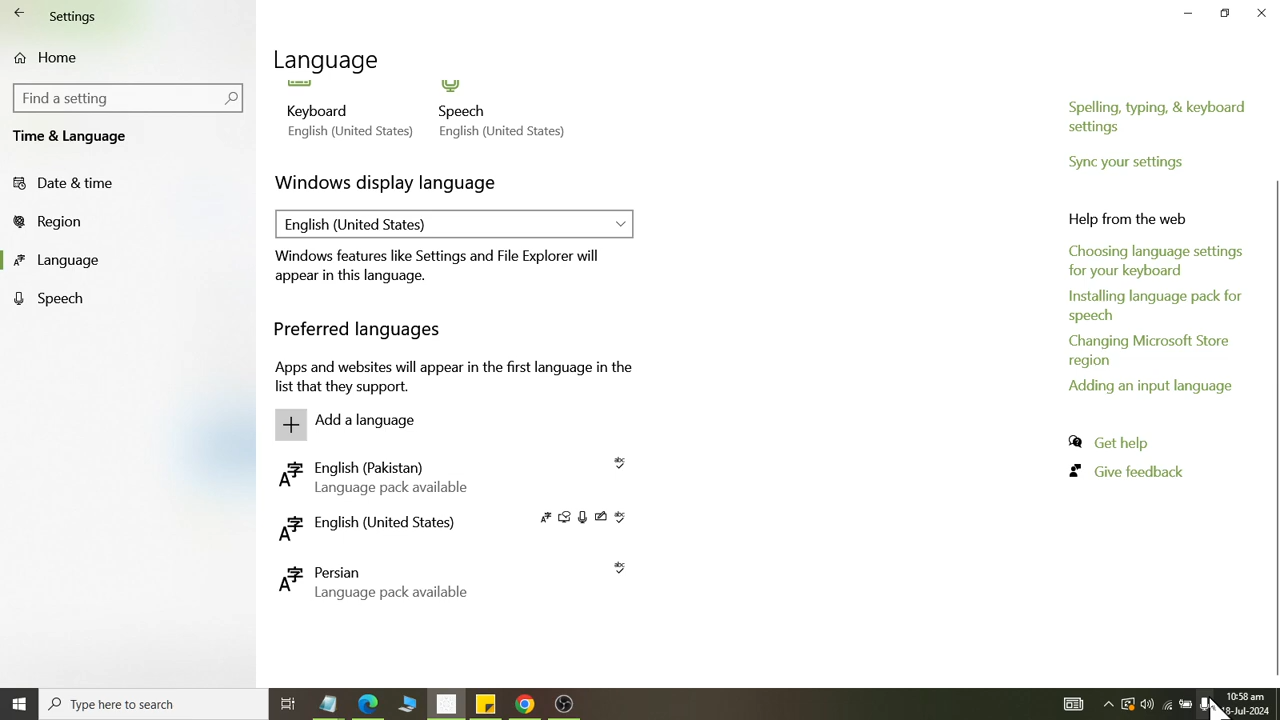 Settings
Home
Find a setting
Time & Language
Date & time
Region
Language
Speech
Language
Keyboard
English (United States)
Speech
English (United States)
Windows display language
English (United States)
Windows features like Settings and File Explorer will
appear in this language.
Preferred languages
Apps and websites will appear in the first language in the
list that they support.
Add a language
English (Pakistan)
Language pack available
English (United States)
Persian
Language pack available
Spelling, typing, & keyboard
settings
Sync your settings
Help from the web
Choosing language settings
for your keyboard
Installing language pack for
speech
Changing Microsoft Store
region
Adding an input language
Get help
Give feedback
Type here to search
10:58 am
18-Jul-2024